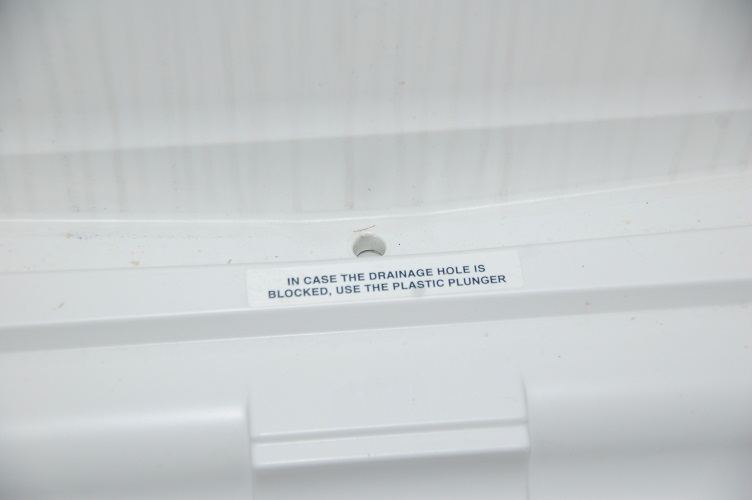 IN CASE THE DRAINAGE HOLE IS
BLOCKED, USE THE PLASTIC PLUNGER